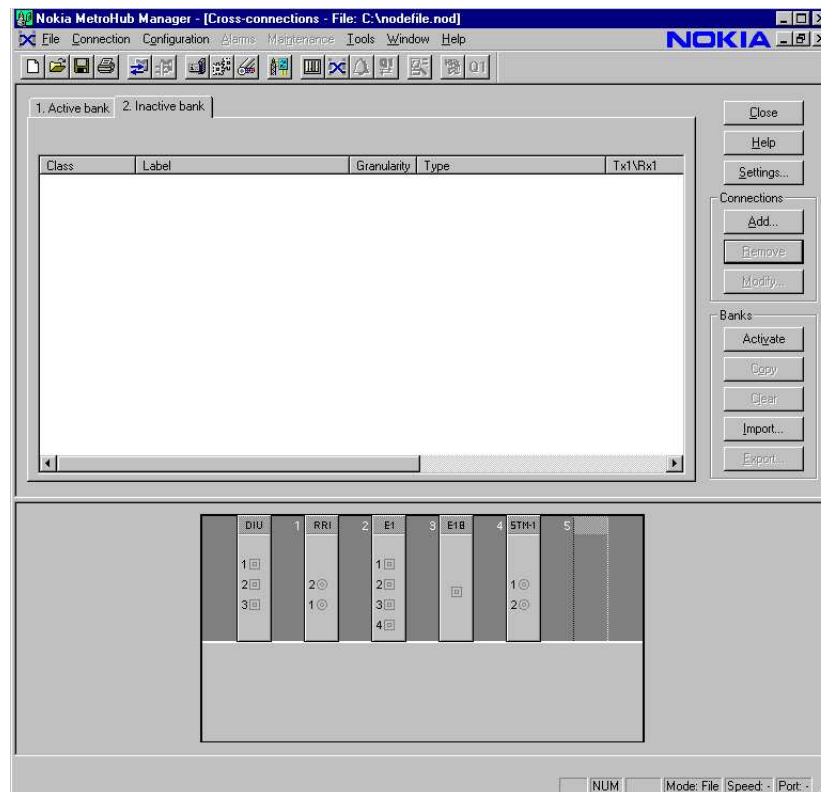 Nokia MetroHub Manager - [Cross-connections - File: C:\nodefile.nod]
File Connection Configuration Alarms Maintenance Tools Window Help
NOKIA
Q1
1. Active bank 2. Inactive bank
Class Label Granularity Type Tx1\Rx1
Close
Help
Settings...
Connections
Add...
Remove
Modify...
Banks
Activate
Copy
Clear
Import...
Export...
DIU 1 RRI 2 E1 3 E1B 4 STM-1 5
1 1
2 2 2 1
3 1 3 2
4
NUM Mode: File Speed: - Port: -